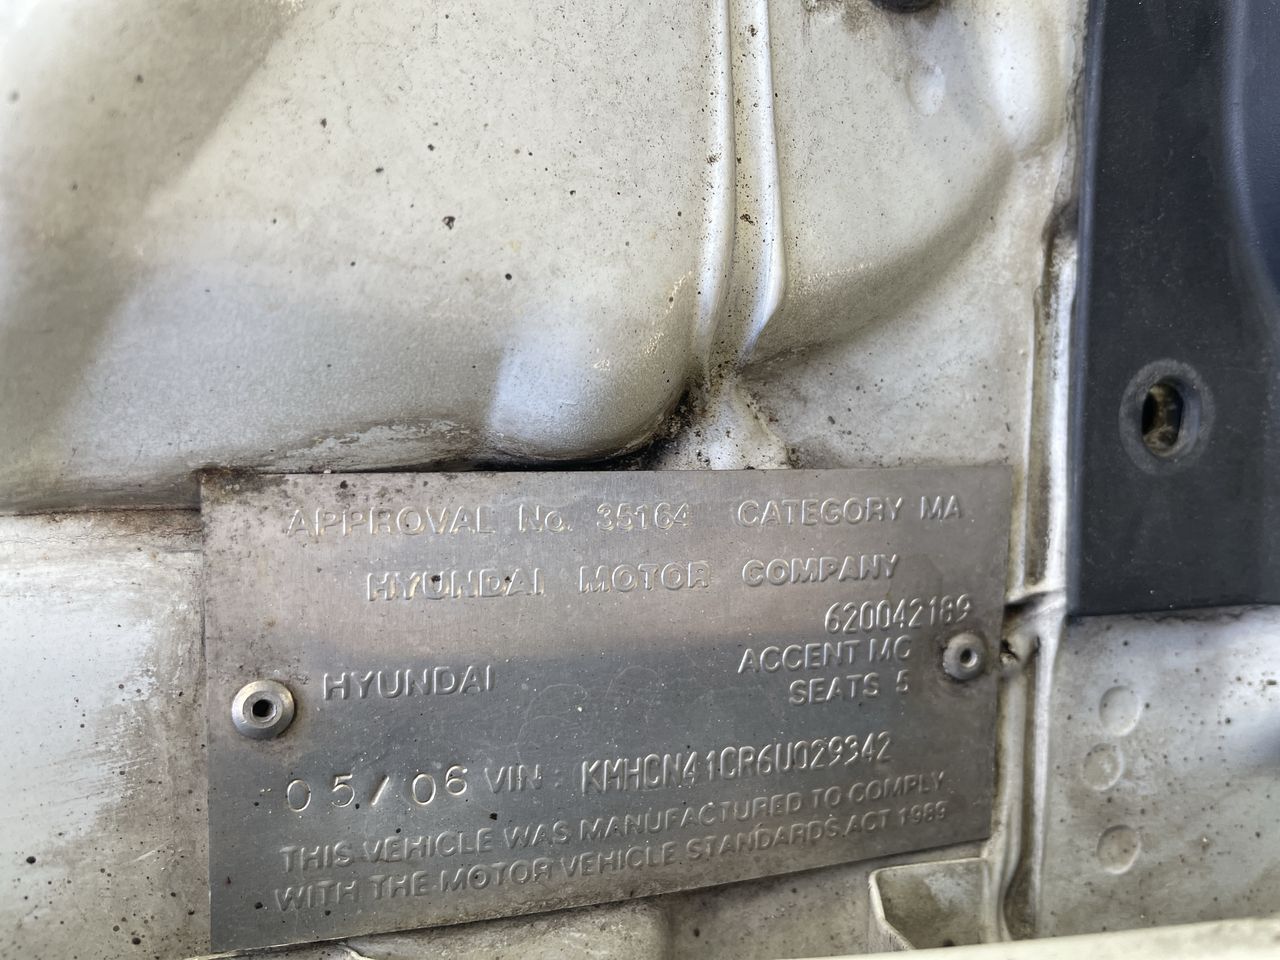 APPROVAL No. 35164 CATEGORY MA
HYUNDAI MOTOR COMPANY
620042189
HYUNDAI ACCENT MC
SEATS 5
05/06 VIN: KMHCN41CR6U029342
THIS VEHICLE WAS MANUFACTURED TO COMPLY
WITH THE MOTOR VEHICLE STANDARDS ACT 1989